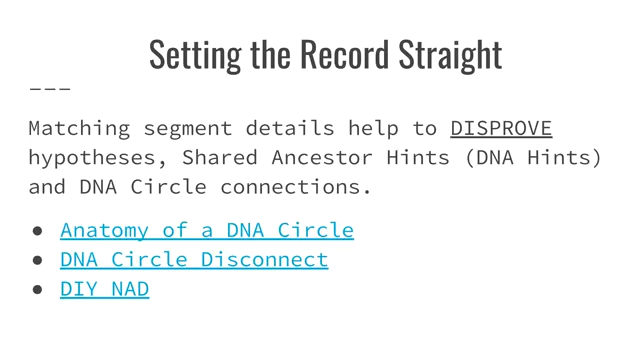 Setting the Record Straight
Matching segment details help to DISPROVE
hypotheses, Shared Ancestor Hints (DNA Hints)
and DNA Circle connections.
● Anatomy of a DNA Circle
● DNA Circle Disconnect
● DIY NAD